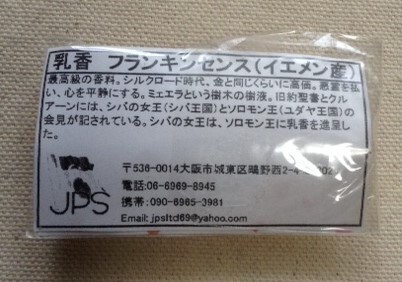 乳香 フランキンセンス(イエメン産)
最高級の香料。シルクロード時代、金と同じくらいに高価。悪霊を払
い、心を平静にする。ミェエラという樹木の樹液。旧約聖書とクル
アーンには、シバの女王(シバ王国)とソロモン王(ユダヤ王国)の
会見が記されている。シバの女王は、ソロモン王に乳香を進呈し
た。
〒536-0014大阪市城東区鴫野西2-4
電話:06-6969-8945
携帯:090-6965-3981
Email: jpsltd69@yahoo.com
JPS